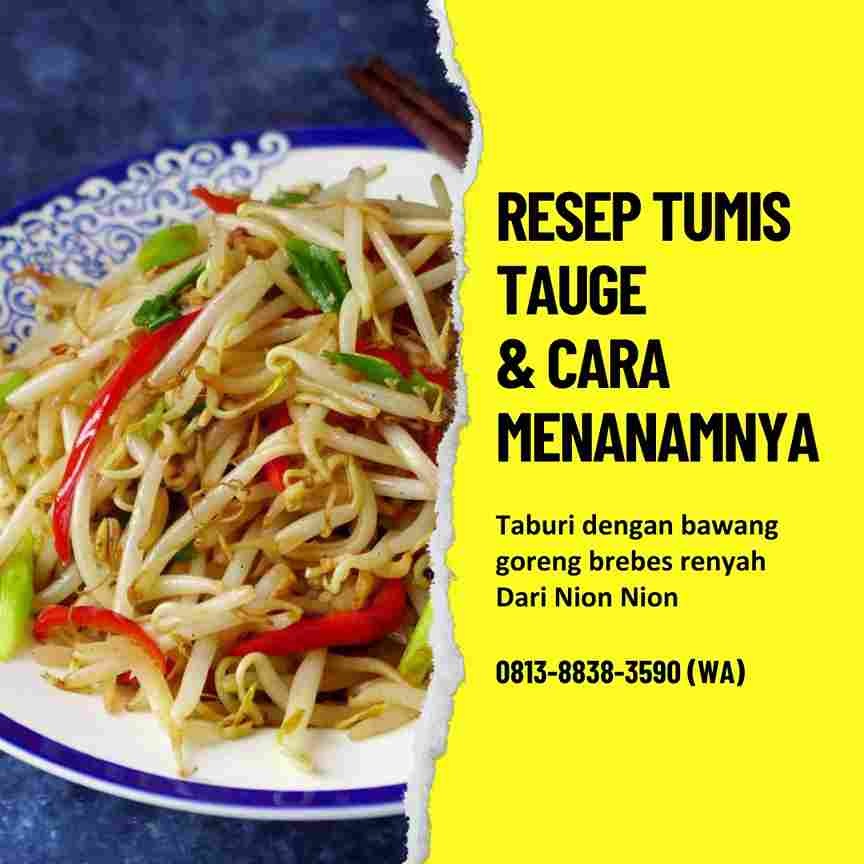 RESEP TUMIS
TAUGE
& CARA
MENANAMNYA
Taburi dengan bawang
goreng brebes renyah
Dari Nion Nion
0813-8838-3590 (WA)